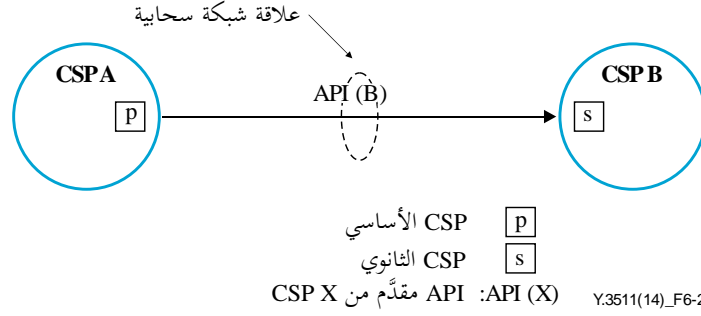 علاقة شبكة سحابية
CSP A
CSP B
API (B)
p
s
p CSP الأساسي
s CSP الثانوي
API (X): API مقدَّم من CSP X
Y.3511(14)_F6-2